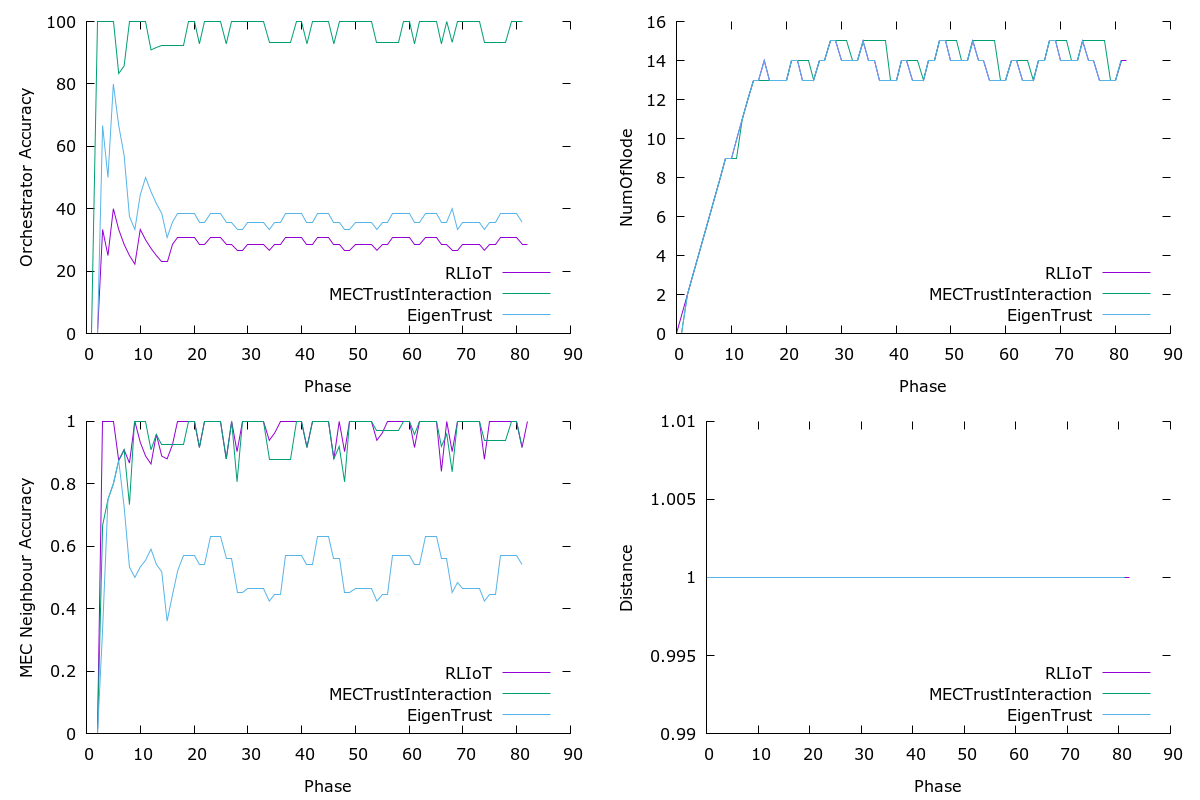 100
80
60
40
20
0
Orchestrator Accuracy
RLIoT
MECTrustInteraction
EigenTrust
0 10 20 30 40 50 60 70 80 90
Phase
16
14
12
10
8
6
4
2
0
NumOfNode
RLIoT
MECTrustInteraction
EigenTrust
0 10 20 30 40 50 60 70 80 90
Phase
1
0.8
0.6
0.4
0.2
0
MEC Neighbour Accuracy
RLIoT
MECTrustInteraction
EigenTrust
0 10 20 30 40 50 60 70 80 90
Phase
1.01
1.005
1
0.995
0.99
Distance
RLIoT
MECTrustInteraction
EigenTrust
0 10 20 30 40 50 60 70 80 90
Phase